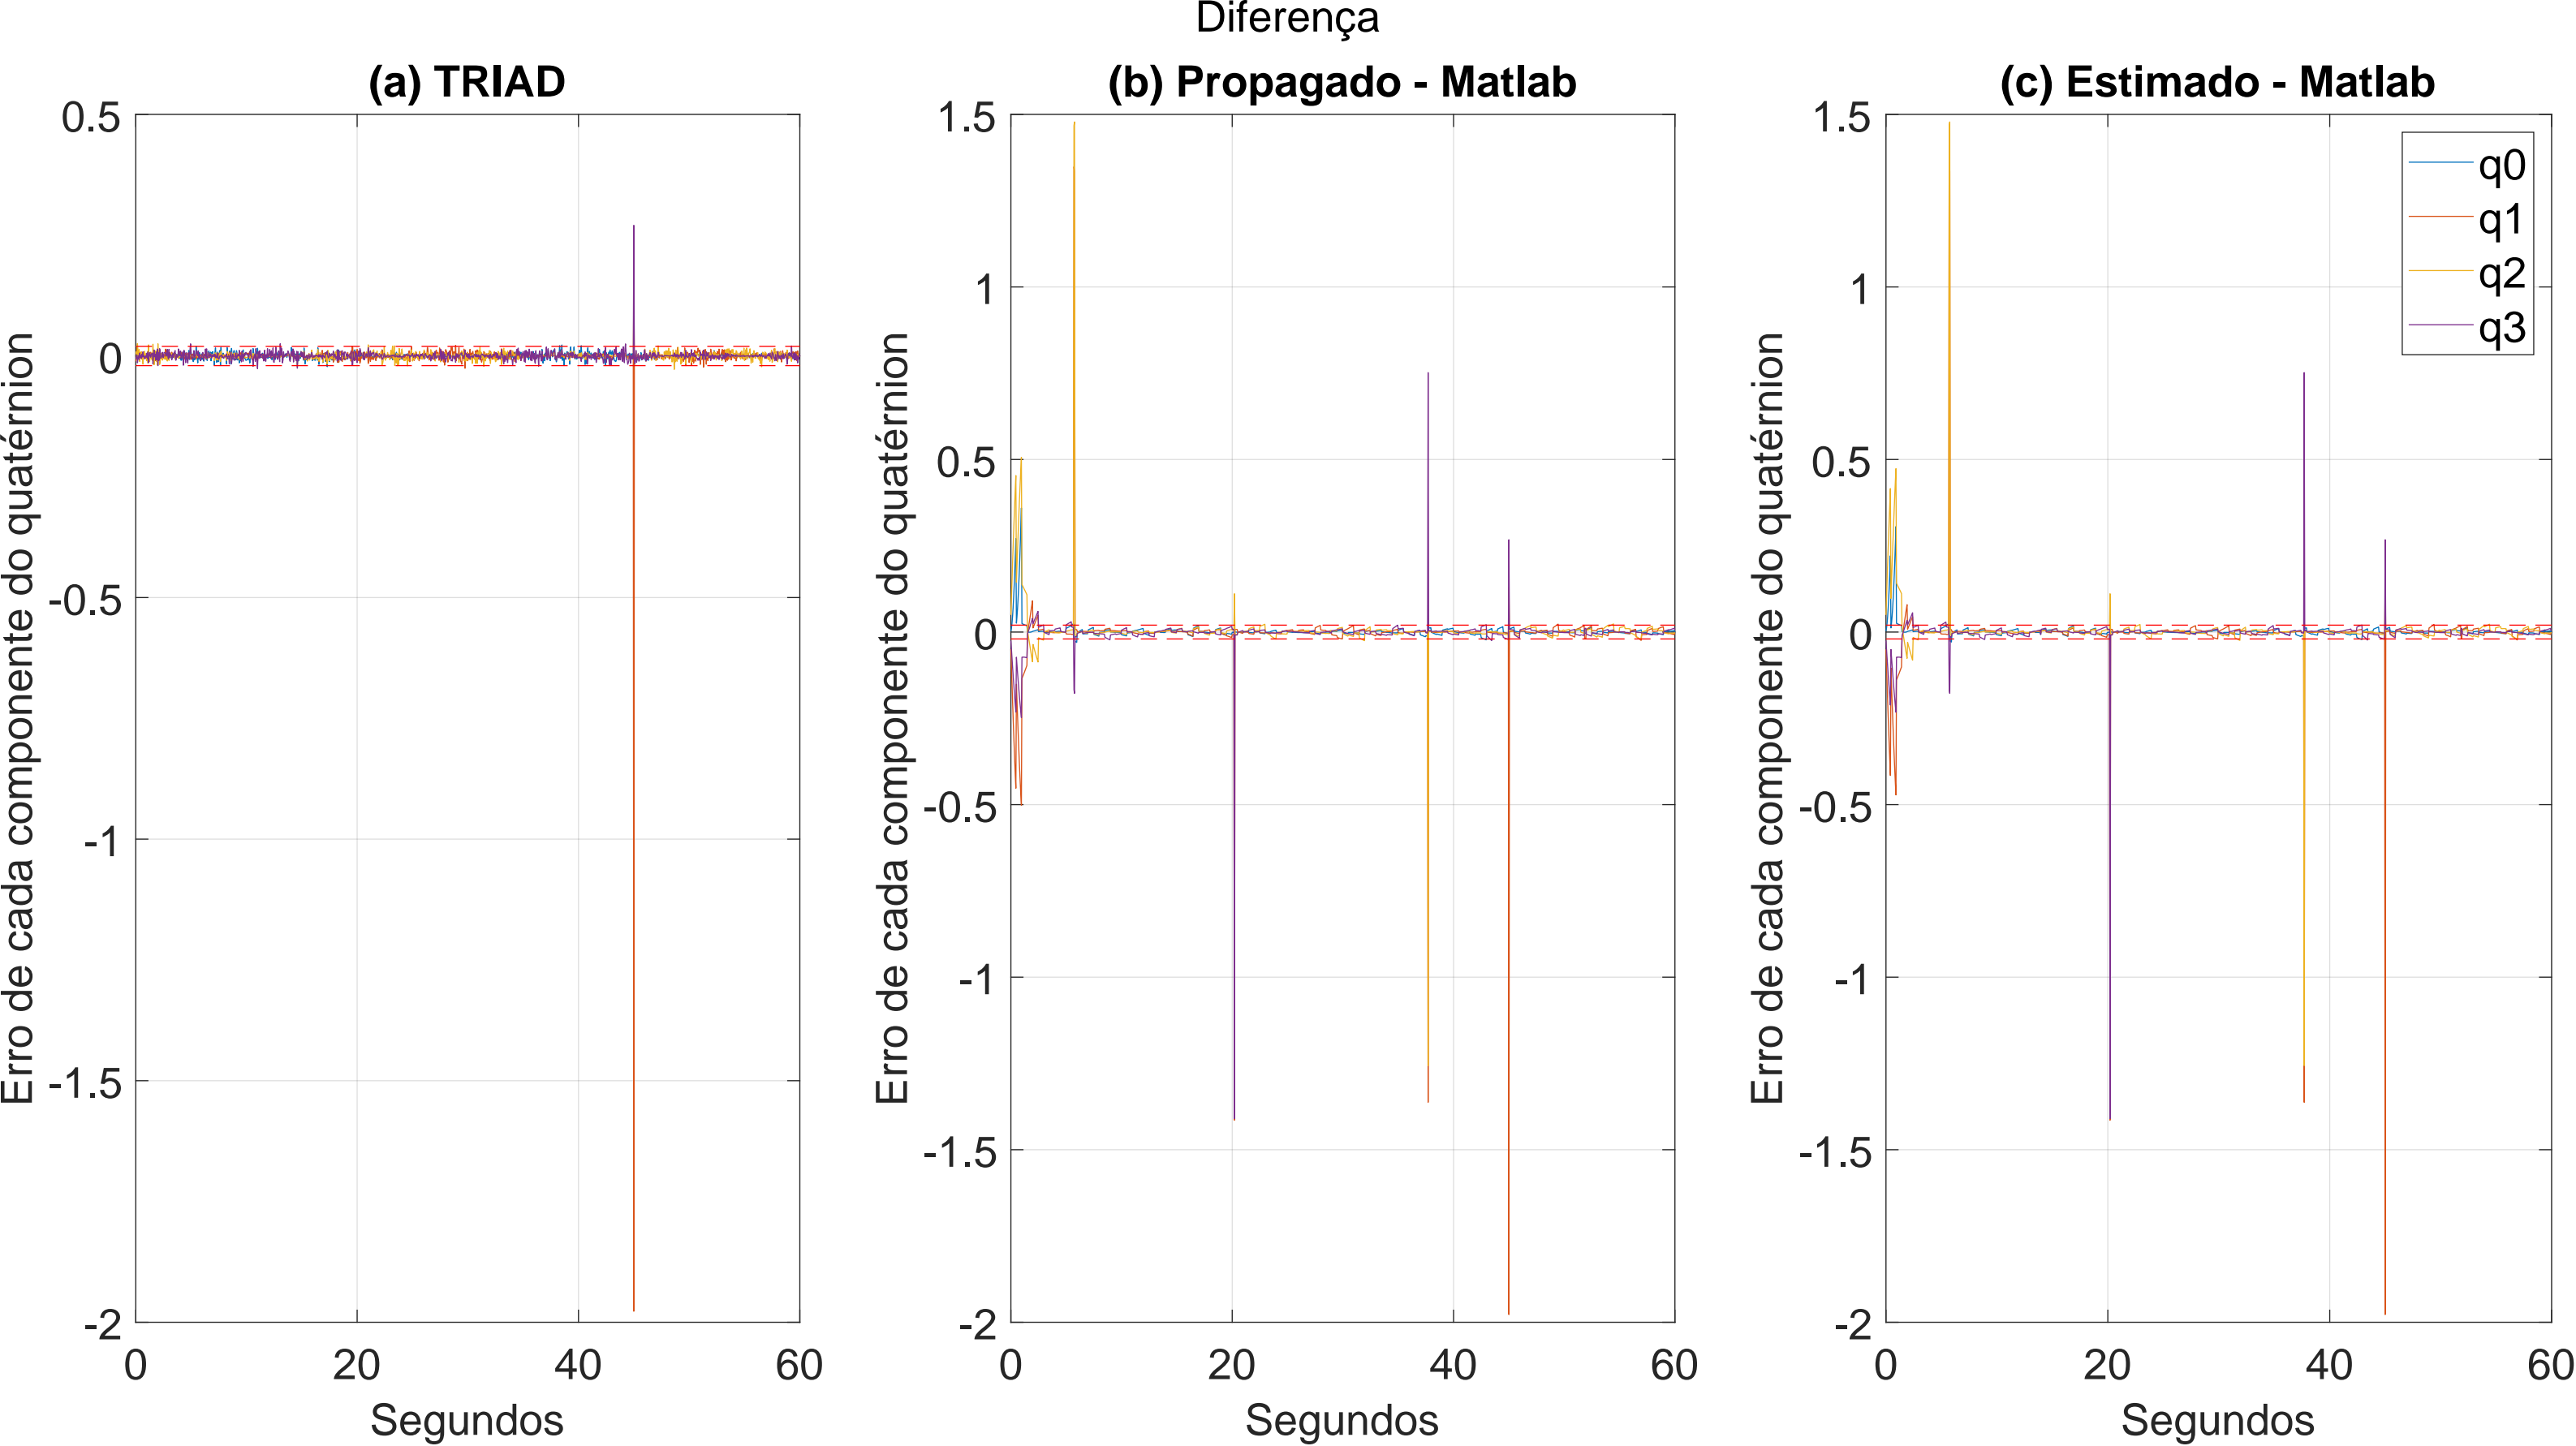 Diferença
(a) TRIAD
Erro de cada componente do quatérnion
0.5
0
-0.5
-1
-1.5
-2
0 20 40 60
Segundos
(b) Propagado - Matlab
Erro de cada componente do quatérnion
1.5
1
0.5
0
-0.5
-1
-1.5
-2
0 20 40 60
Segundos
(c) Estimado - Matlab
Erro de cada componente do quatérnion
1.5
1
0.5
0
-0.5
-1
-1.5
-2
0 20 40 60
Segundos
q0
q1
q2
q3